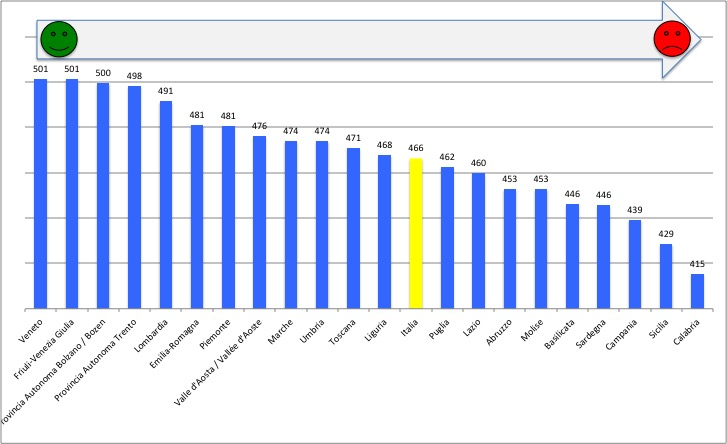 501
501
500
498
491
481
481
476
474
474
471
468
466
462
460
453
453
446
446
439
429
415
Veneto
Friuli-Venezia Giulia
rovincia Autonoma Bolzano / Bozen
Provincia Autonoma Trento
Lombardia
Emilia-Romagna
Piemonte
Valle d'Aosta / Vallée d'Aoste
Marche
Umbria
Toscana
Liguria
Italia
Puglia
Lazio
Abruzzo
Molise
Basilicata
Sardegna
Campania
Sicilia
Calabria